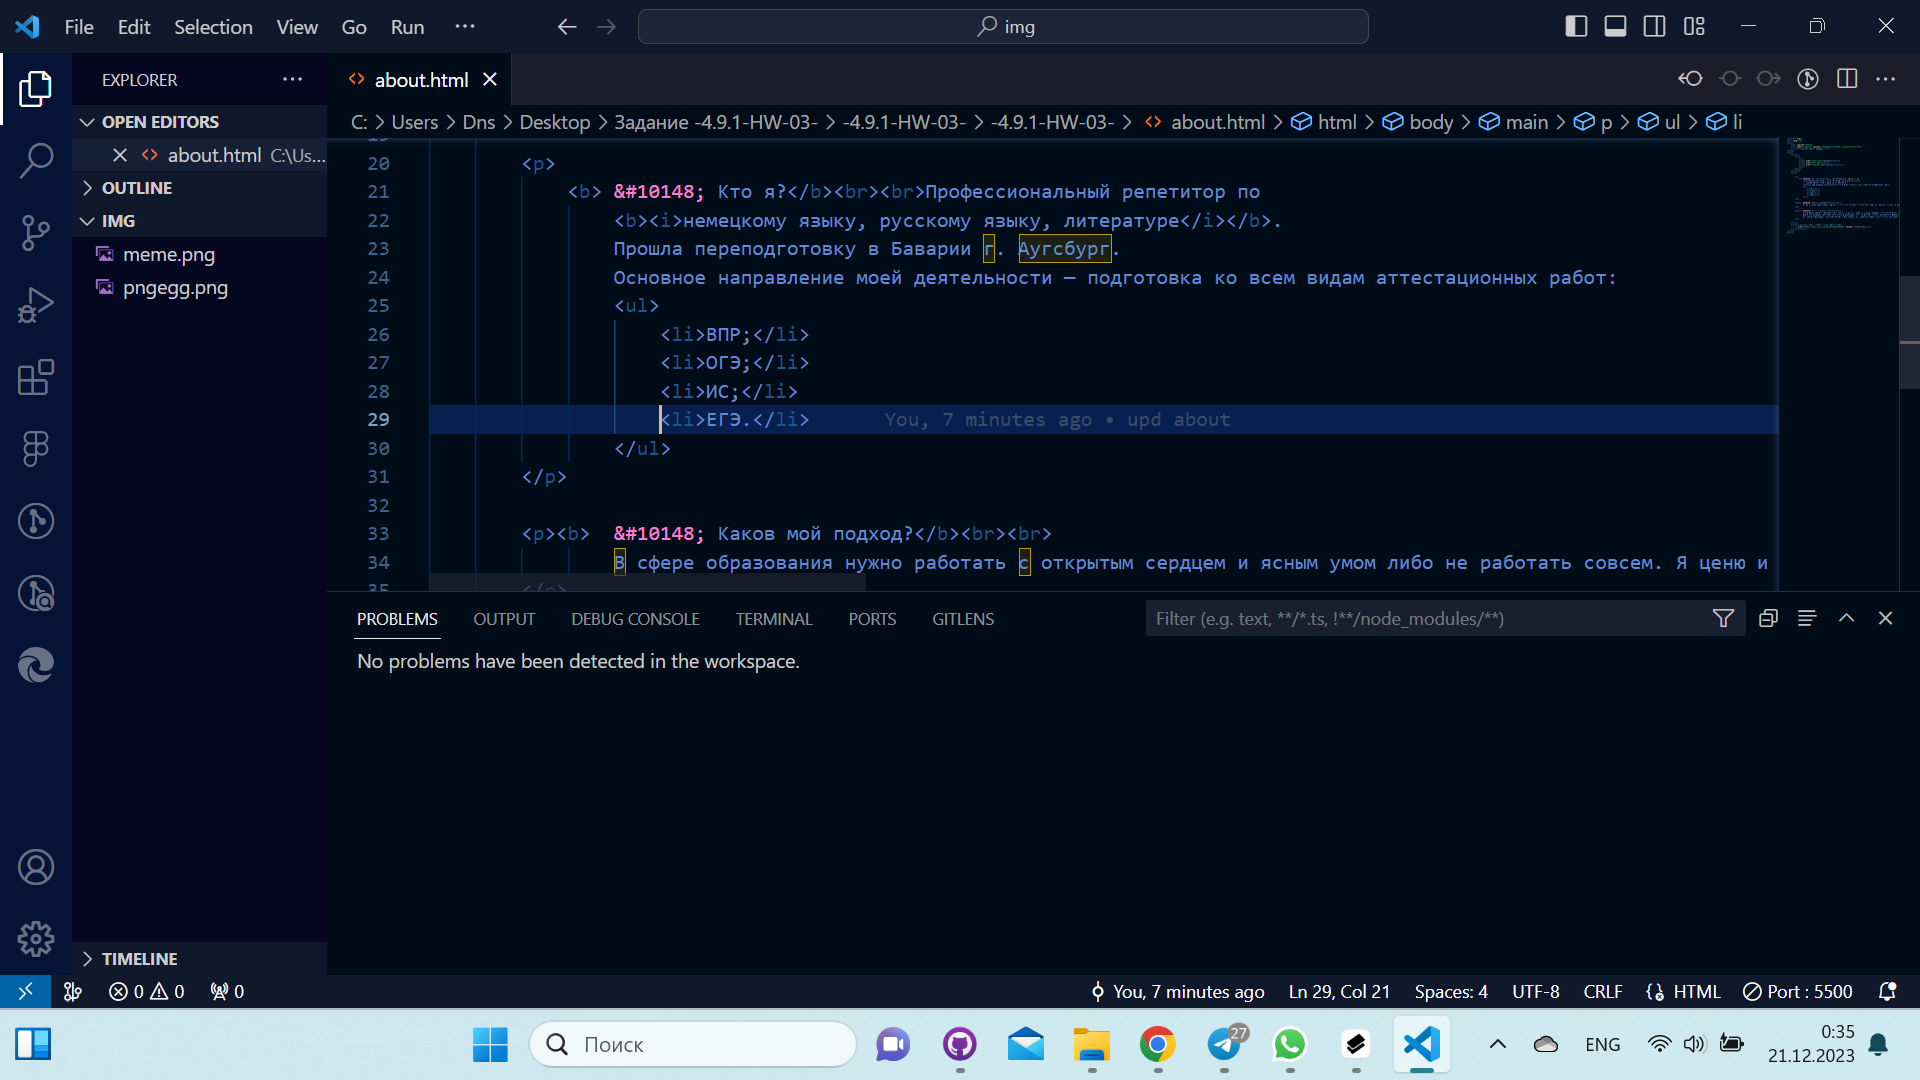 File Edit Selection View Go Run ···
img
EXPLORER ···
OPEN EDITORS
about.html C:\Us...
OUTLINE
IMG
meme.png
pngegg.png
TIMELINE
about.html
C: > Users > Dns > Desktop > Задание -4.9.1-HW-03- > -4.9.1-HW-03- > -4.9.1-HW-03- > about.html > html > body > main > p > ul > li
20 <p>
21 <b> &#10148; Кто я?</b><br><br>Профессиональный репетитор по
22 <b><i>немецкому языку, русскому языку, литературе</i></b>.
23 Прошла переподготовку в Баварии г. Аугсбург.
24 Основное направление моей деятельности — подготовка ко всем видам аттестационных работ:
25 <ul>
26 <li>ВПР;</li>
27 <li>ОГЭ;</li>
28 <li>ИС;</li>
29 <li>ЕГЭ.</li> You, 7 minutes ago • upd about
30 </ul>
31 </p>
32
33 <p><b> &#10148; Каков мой подход?</b><br><br>
34 В сфере образования нужно работать с открытым сердцем и ясным умом либо не работать совсем. Я ценю и
35 </p>
PROBLEMS OUTPUT DEBUG CONSOLE TERMINAL PORTS GITLENS
Filter (e.g. text, **/*.ts, !**/node_modules/**)
No problems have been detected in the workspace.
0 0 0
You, 7 minutes ago Ln 29, Col 21 Spaces: 4 UTF-8 CRLF HTML Port : 5500
Поиск
27
ENG
0:35
21.12.2023